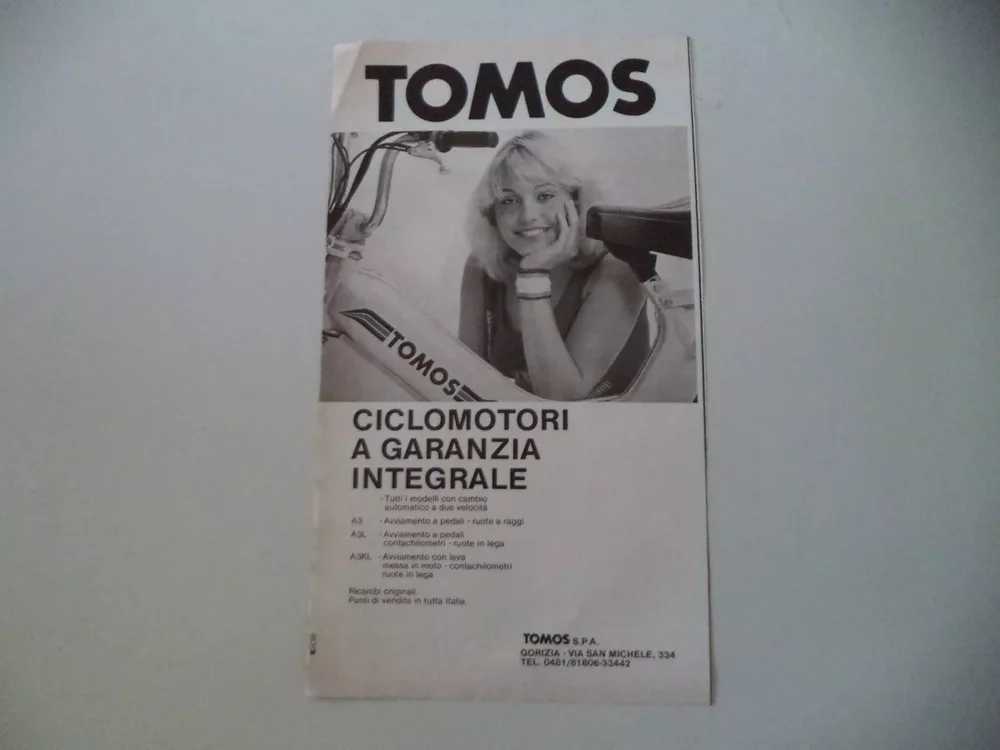 TOMOS
TOMOS
CICLOMOTORI
A GARANZIA
INTEGRALE
- Tutti i modelli con cambio
automatico a due velocità
A3 - Avviamento a pedali - ruote a raggi
A3L - Avviamento a pedali
contachilometri - ruote in lega
A3KL - Avviamento con leva
messa in moto - contachilometri
ruote in lega
Ricambi originali.
Punti di vendita in tutta Italia.
TOMOS S.P.A.
GORIZIA - VIA SAN MICHELE, 334
TEL. 0481/81806-33442